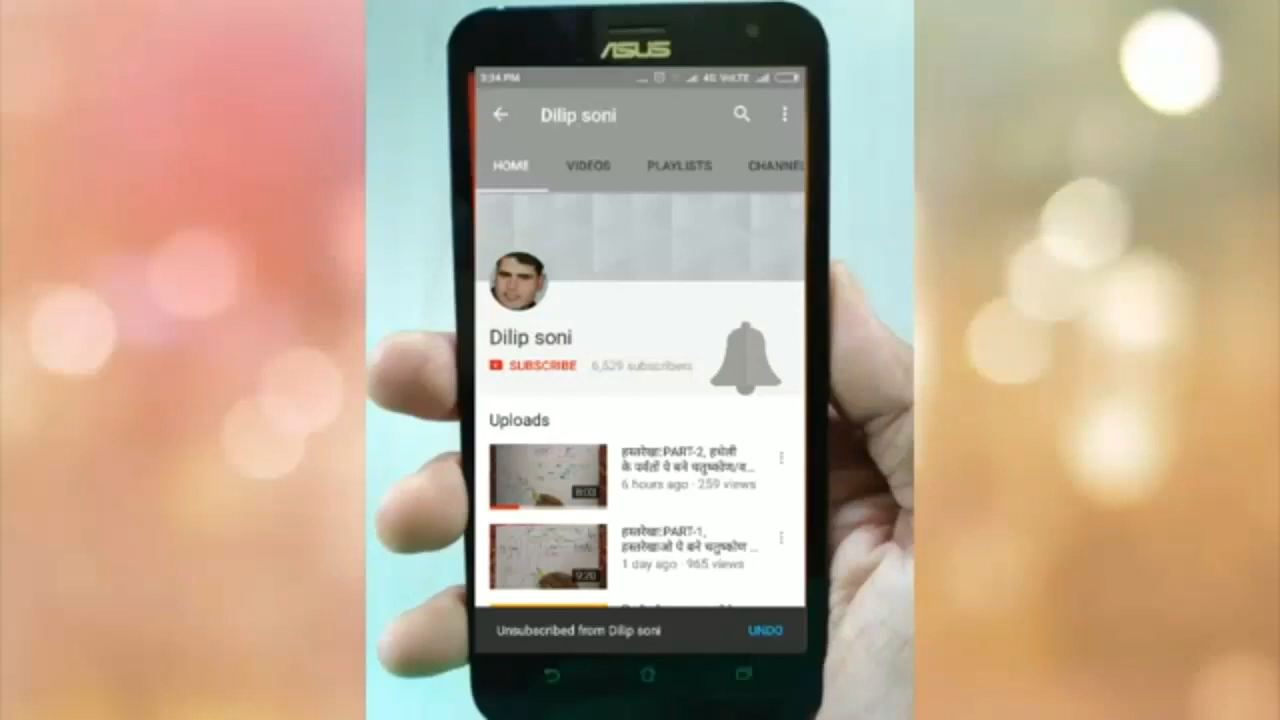 ASUS
3:34 PM
4G VoLTE
Dilip soni
HOME VIDEOS PLAYLISTS CHANNEL
Dilip soni
SUBSCRIBE 6,529 subscribers
Uploads
हस्तरेखा:PART-2, हथेली
के पर्वतों पे बने चतुष्कोण/व...
6 hours ago · 259 views
8:03
हस्तरेखा:PART-1,
हस्तरेखाओ पे बने चतुष्कोण ...
1 day ago · 965 views
9:20
Unsubscribed from Dilip soni UNDO